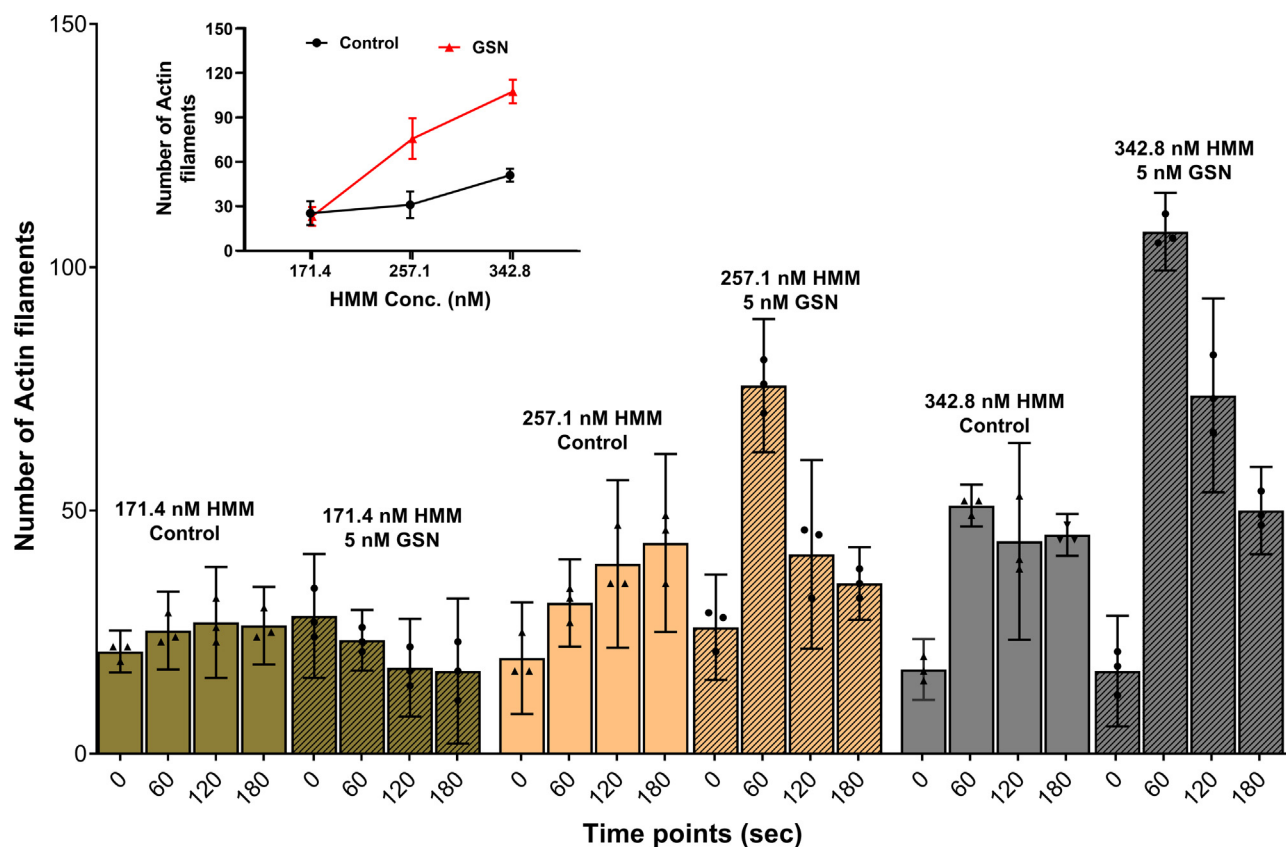 150
100
50
0
Number of Actin filaments
150
120
90
60
30
0
Number of Actin
filaments
Control
GSN
171.4
257.1
342.8
HMM Conc. (nM)
171.4 nM HMM
Control
171.4 nM HMM
5 nM GSN
257.1 nM HMM
Control
257.1 nM HMM
5 nM GSN
342.8 nM HMM
Control
342.8 nM HMM
5 nM GSN
0
60
120
180
0
60
120
180
0
60
120
180
0
60
120
180
0
60
120
180
0
60
120
180
Time points (sec)